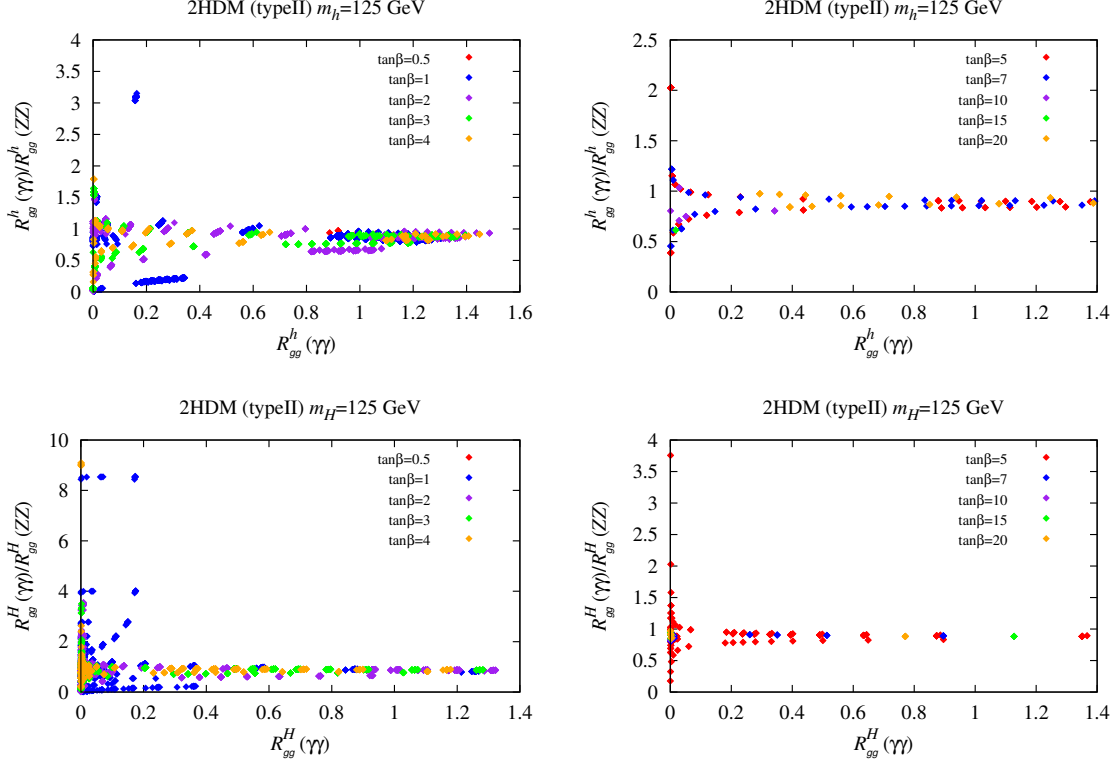 2HDM (typeII) m_h=125 GeV
R^h_gg (γγ)/R^h_gg (ZZ)
4
3.5
3
2.5
2
1.5
1
0.5
0
tanβ=0.5
tanβ=1
tanβ=2
tanβ=3
tanβ=4
0 0.2 0.4 0.6 0.8 1 1.2 1.4 1.6
R^h_gg (γγ)
2HDM (typeII) m_h=125 GeV
R^h_gg (γγ)/R^h_gg (ZZ)
2.5
2
1.5
1
0.5
0
tanβ=5
tanβ=7
tanβ=10
tanβ=15
tanβ=20
0 0.2 0.4 0.6 0.8 1 1.2 1.4
R^h_gg (γγ)
2HDM (typeII) m_H=125 GeV
R^H_gg (γγ)/R^H_gg (ZZ)
10
8
6
4
2
0
tanβ=0.5
tanβ=1
tanβ=2
tanβ=3
tanβ=4
0 0.2 0.4 0.6 0.8 1 1.2 1.4
R^H_gg (γγ)
2HDM (typeII) m_H=125 GeV
R^H_gg (γγ)/R^H_gg (ZZ)
4
3.5
3
2.5
2
1.5
1
0.5
0
tanβ=5
tanβ=7
tanβ=10
tanβ=15
tanβ=20
0 0.2 0.4 0.6 0.8 1 1.2 1.4
R^H_gg (γγ)